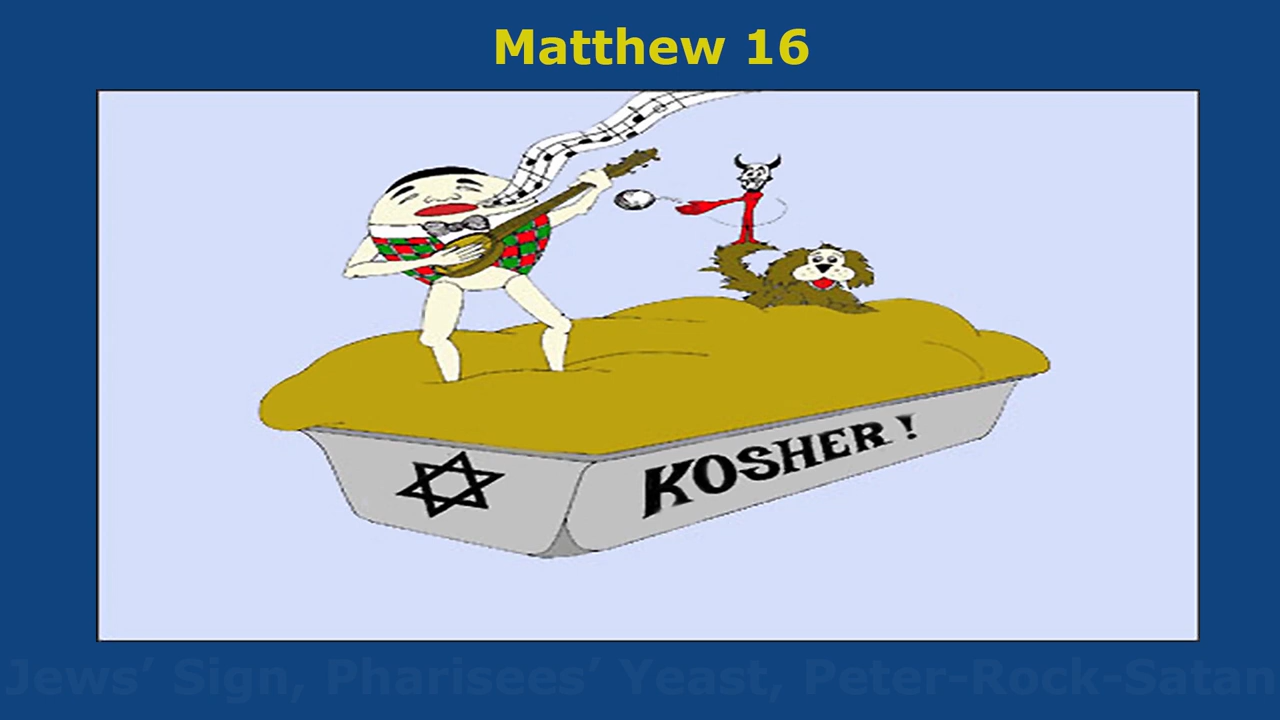 Matthew 16
KOSHER !
Jews’ Sign, Pharisees’ Yeast, Peter-Rock-Satan